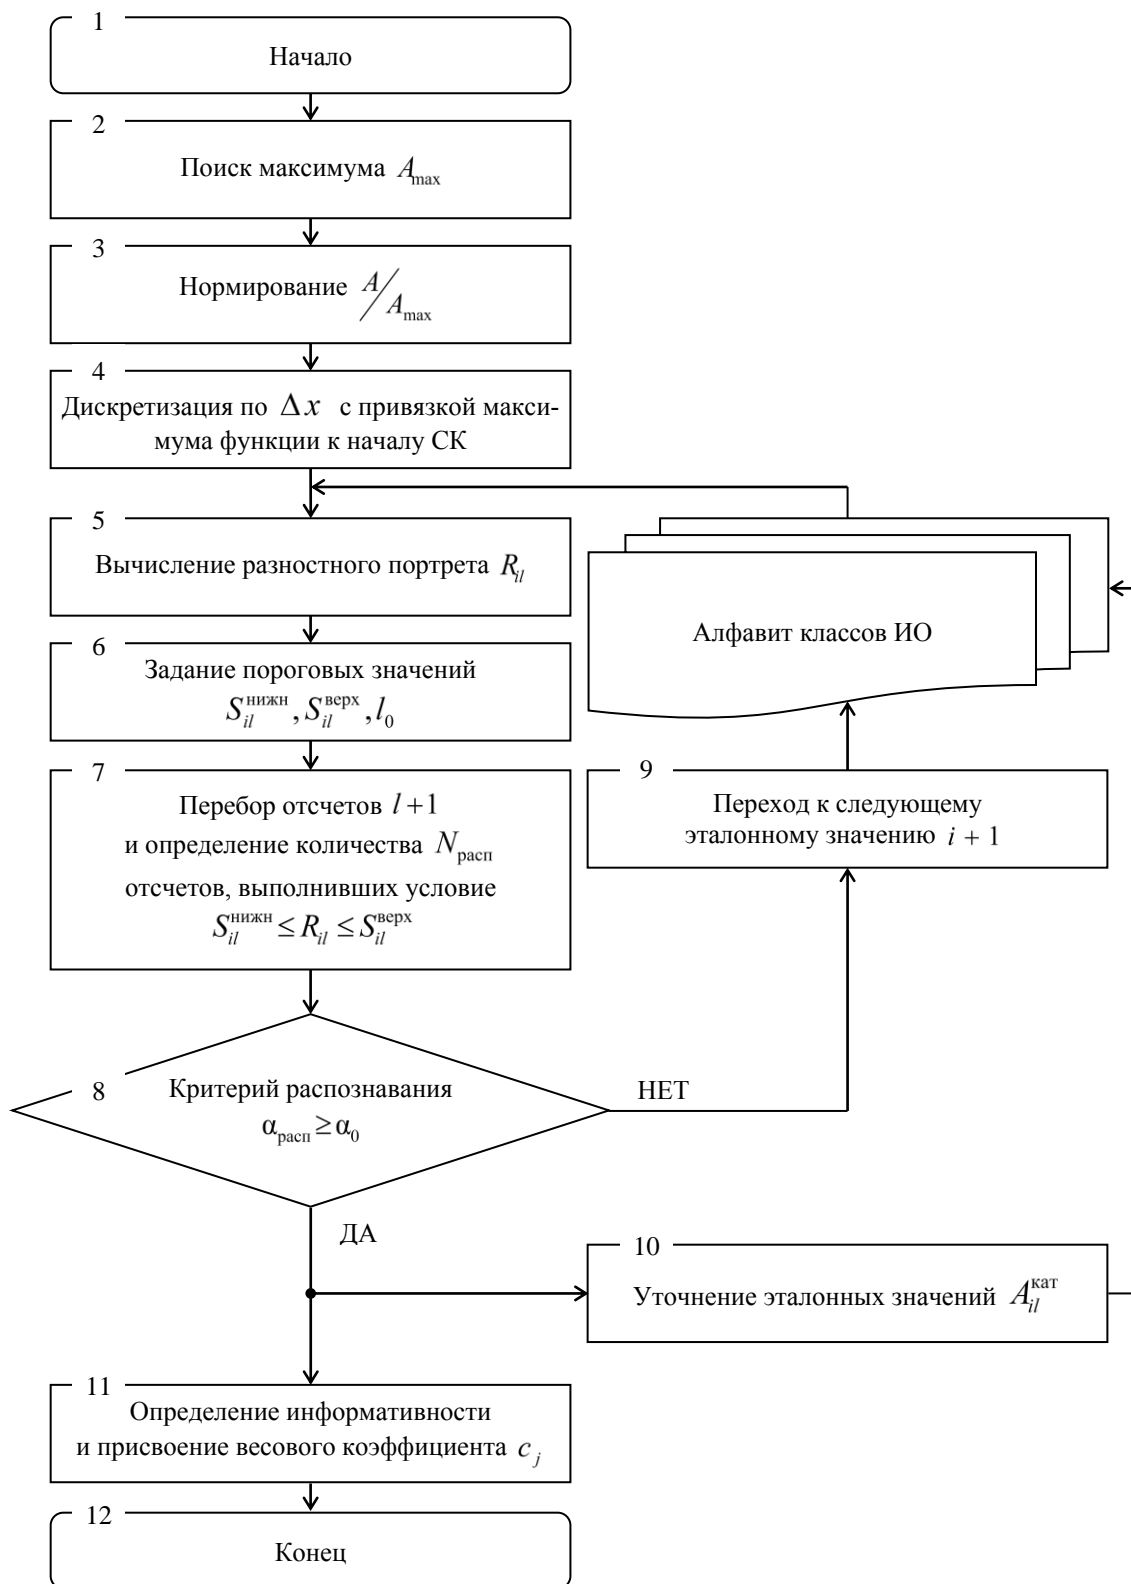 1
Начало
2
Поиск максимума A_max
3
Нормирование A/A_max
4
Дискретизация по Δx с привязкой макси-
мума функции к началу СК
5
Вычисление разностного портрета R_il
Алфавит классов ИО
6
Задание пороговых значений
S_il^нижн, S_il^верх, l_0
7
Перебор отсчетов l+1
и определение количества N_расп
отсчетов, выполнивших условие
S_il^нижн ≤ R_il ≤ S_il^верх
9
Переход к следующему
эталонному значению i + 1
8
Критерий распознавания
α_расп ≥ α_0
НЕТ
ДА
10
Уточнение эталонных значений A_il^кат
11
Определение информативности
и присвоение весового коэффициента c_j
12
Конец